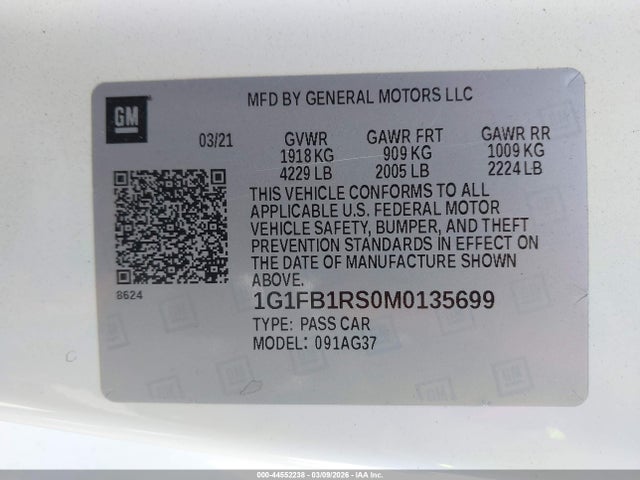 GM
MFD BY GENERAL MOTORS LLC
03/21 GVWR GAWR FRT GAWR RR
1918 KG 909 KG 1009 KG
4229 LB 2005 LB 2224 LB
THIS VEHICLE CONFORMS TO ALL
APPLICABLE U.S. FEDERAL MOTOR
VEHICLE SAFETY, BUMPER, AND THEFT
PREVENTION STANDARDS IN EFFECT ON
THE DATE OF MANUFACTURE SHOWN
ABOVE.
8624
1G1FB1RS0M0135699
TYPE: PASS CAR
MODEL: 091AG37
000-44552238 - 03/09/2026 - IAAI.COM